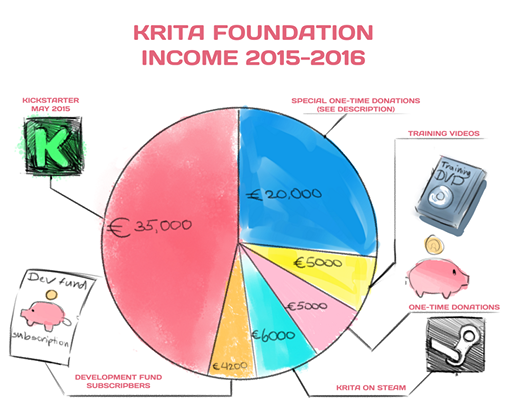 KRITA FOUNDATION
INCOME 2015-2016
KICKSTARTER
MAY 2015
SPECIAL ONE-TIME DONATIONS
(SEE DESCRIPTION)
TRAINING VIDEOS
K
Training
DVD
€ 20,000
€ 35,000
€5000
€5000
€6000
€4200
Dev fund
subscription
ONE-TIME DONATIONS
DEVELOPMENT FUND
SUBSCRIPBERS
KRITA ON STEAM